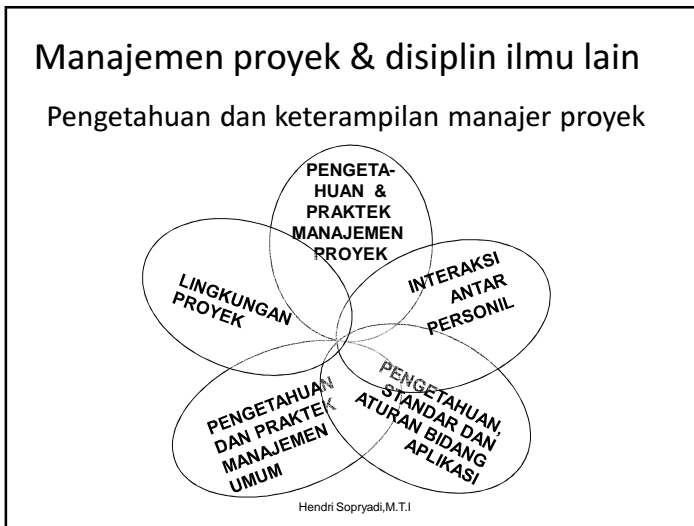 Manajemen proyek & disiplin ilmu lain
Pengetahuan dan keterampilan manajer proyek
PENGETA-
HUAN &
PRAKTEK
MANAJEMEN
PROYEK
LINGKUNGAN
PROYEK
INTERAKSI
ANTAR
PERSONIL
PENGETAHUAN
DAN PRAKTEK
MANAJEMEN
UMUM
PENGETAHUAN,
STANDAR DAN
ATURAN BIDANG
APLIKASI
Hendri Sopryadi,M.T.I